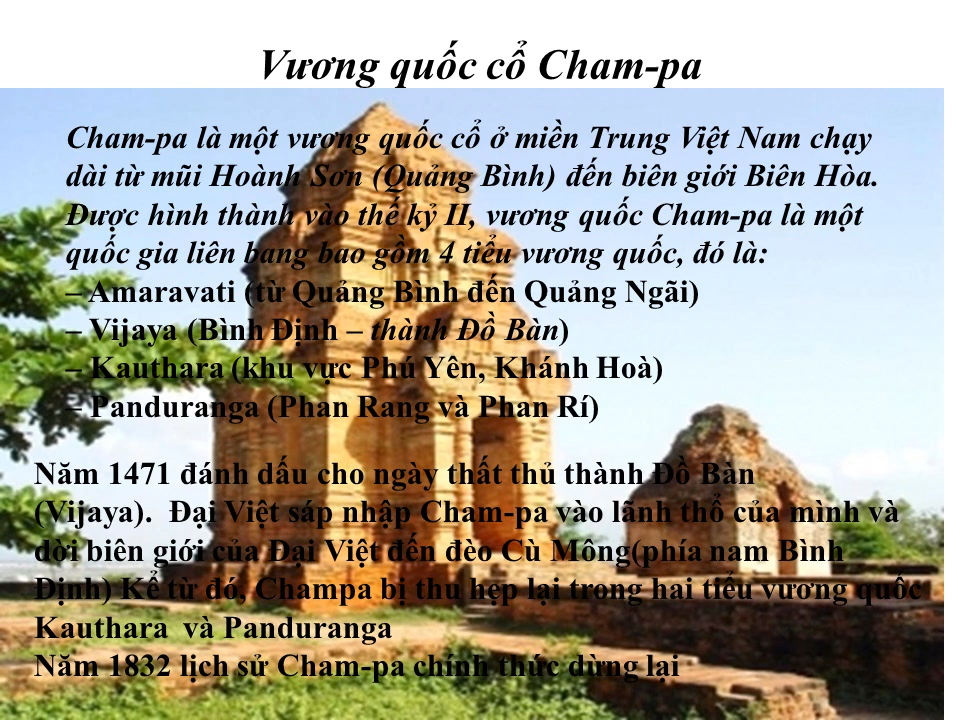 Vương quốc cổ Cham-pa
Cham-pa là một vương quốc cổ ở miền Trung Việt Nam chạy
dài từ mũi Hoành Sơn (Quảng Bình) đến biên giới Biên Hòa.
Được hình thành vào thế kỷ II, vương quốc Cham-pa là một
quốc gia liên bang bao gồm 4 tiểu vương quốc, đó là:
– Amaravati (từ Quảng Bình đến Quảng Ngãi)
– Vijaya (Bình Định – thành Đồ Bàn)
– Kauthara (khu vực Phú Yên, Khánh Hoà)
– Panduranga (Phan Rang và Phan Rí)
Năm 1471 đánh dấu cho ngày thất thủ thành Đồ Bàn
(Vijaya). Đại Việt sáp nhập Cham-pa vào lãnh thổ của mình và
dời biên giới của Đại Việt đến đèo Cù Mông(phía nam Bình
Định) Kể từ đó, Champa bị thu hẹp lại trong hai tiểu vương quốc
Kauthara và Panduranga
Năm 1832 lịch sử Cham-pa chính thức dừng lại